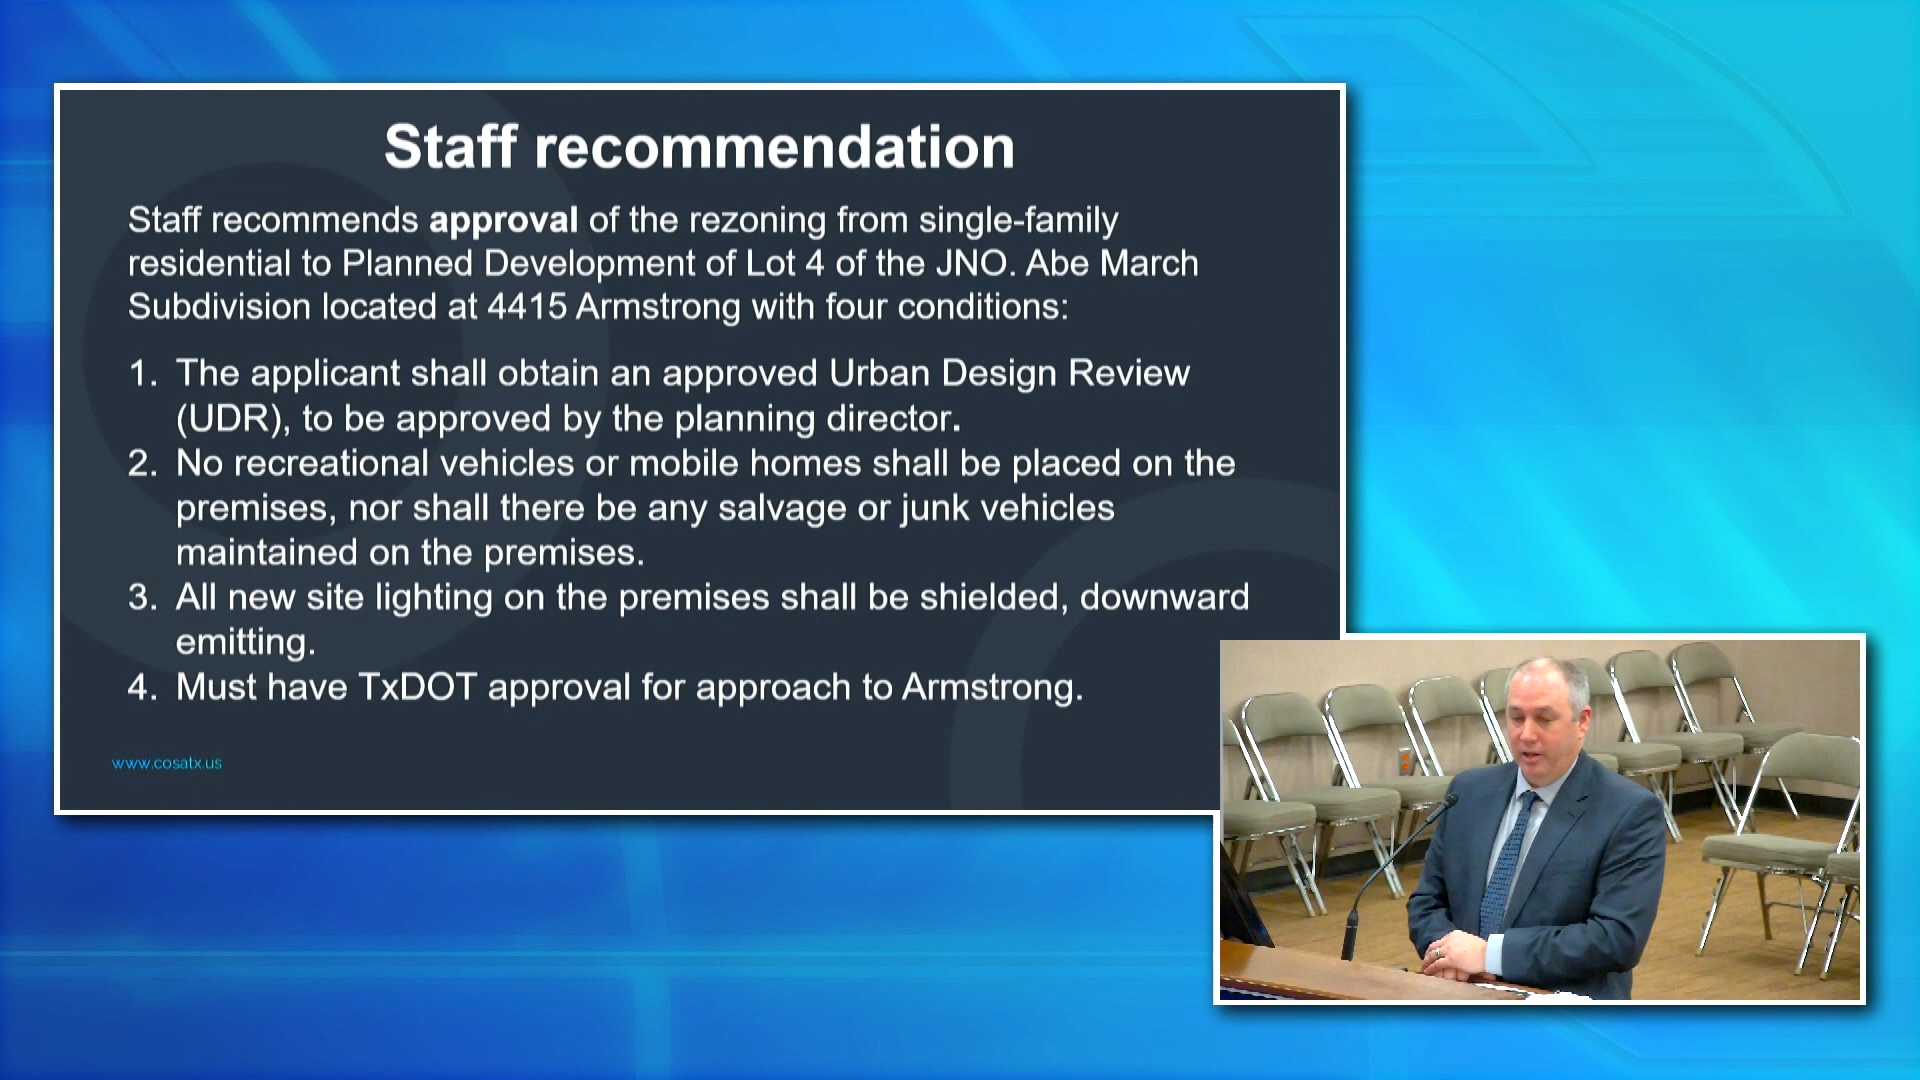 Staff recommendation
Staff recommends approval of the rezoning from single-family
residential to Planned Development of Lot 4 of the JNO. Abe March
Subdivision located at 4415 Armstrong with four conditions:
1. The applicant shall obtain an approved Urban Design Review
(UDR), to be approved by the planning director.
2. No recreational vehicles or mobile homes shall be placed on the
premises, nor shall there be any salvage or junk vehicles
maintained on the premises.
3. All new site lighting on the premises shall be shielded, downward
emitting.
4. Must have TxDOT approval for approach to Armstrong.
www.cosatx.us